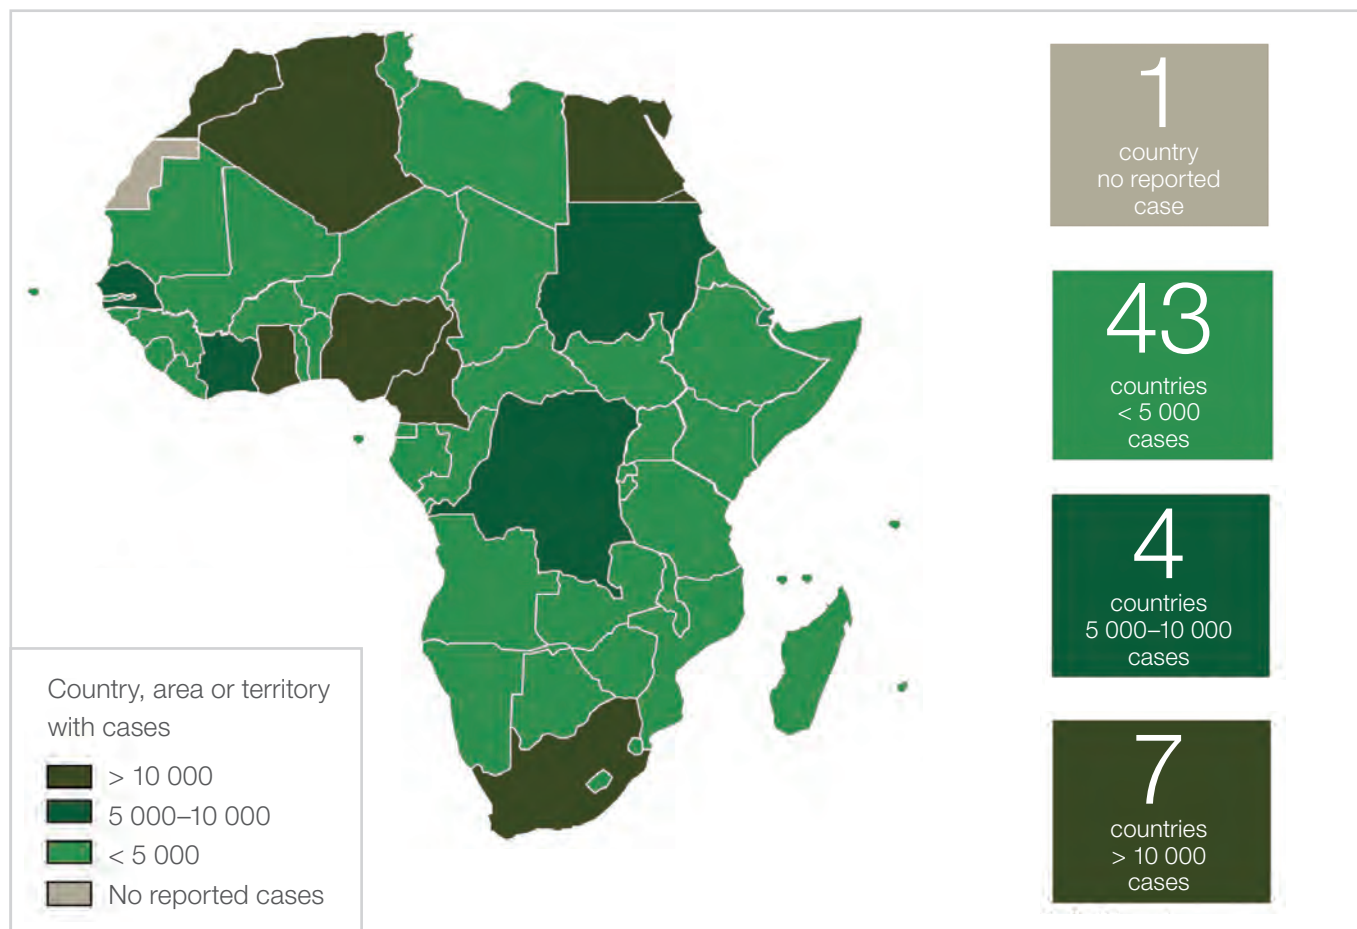 1
country
no reported
case
43
countries
< 5 000
cases
4
countries
5 000–10 000
cases
7
countries
> 10 000
cases
Country, area or territory
with cases
> 10 000
5 000–10 000
< 5 000
No reported cases